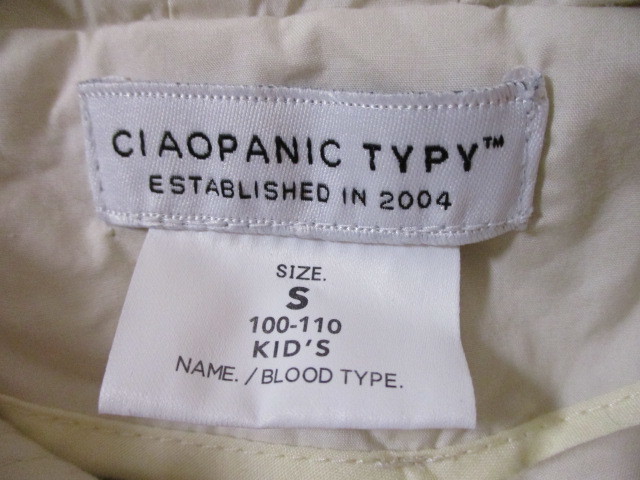 CIAOPANIC TYPY™
ESTABLISHED IN 2004
SIZE.
S
100-110
KID'S
NAME. / BLOOD TYPE.